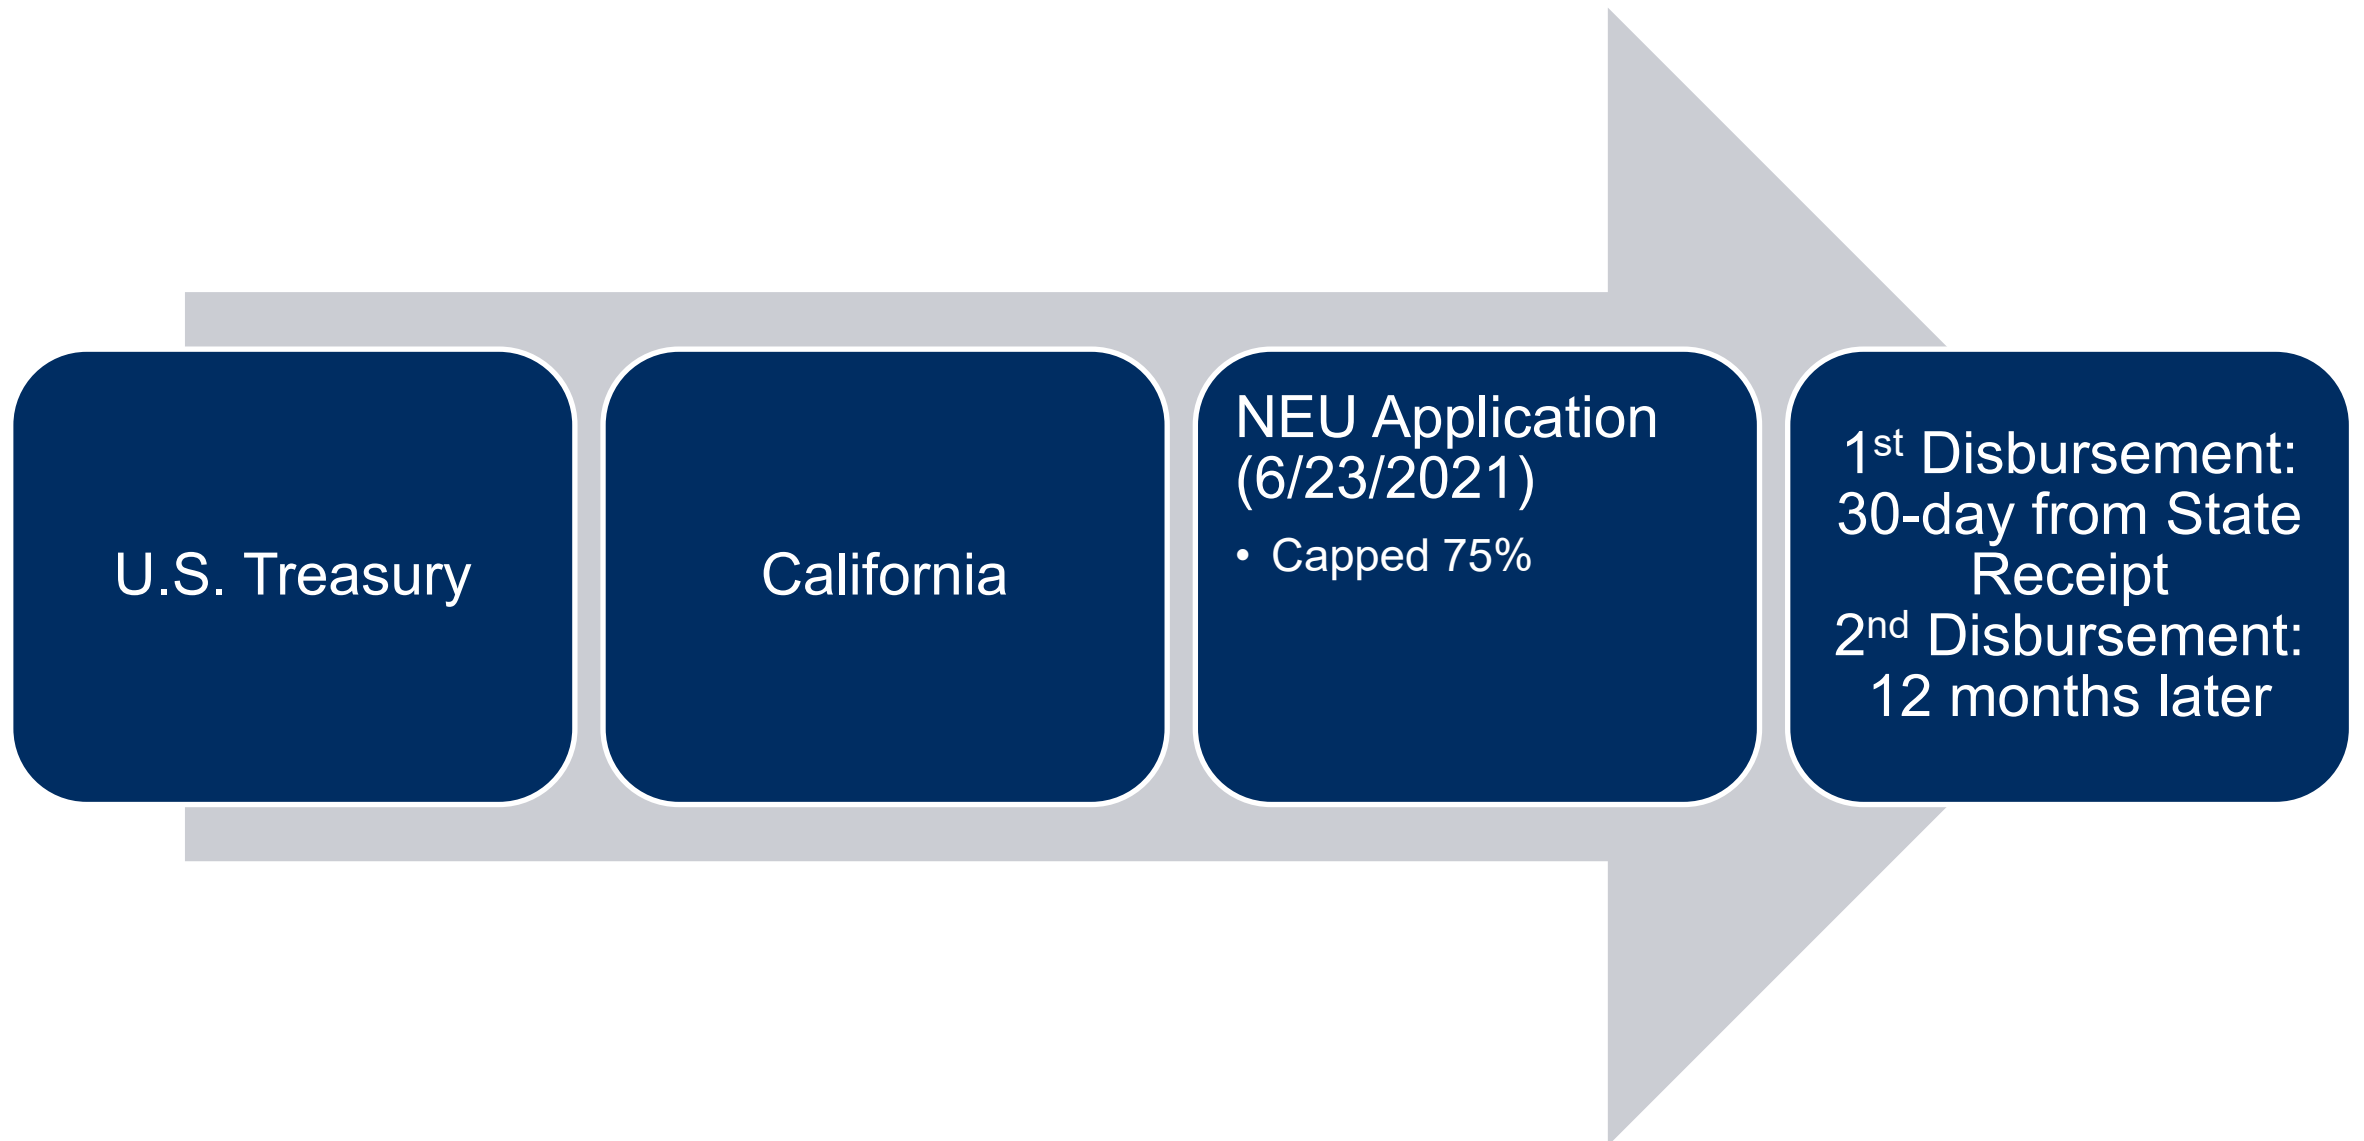 U.S. Treasury
California
NEU Application
(6/23/2021)
• Capped 75%
1st Disbursement:
30-day from State
Receipt
2nd Disbursement:
12 months later